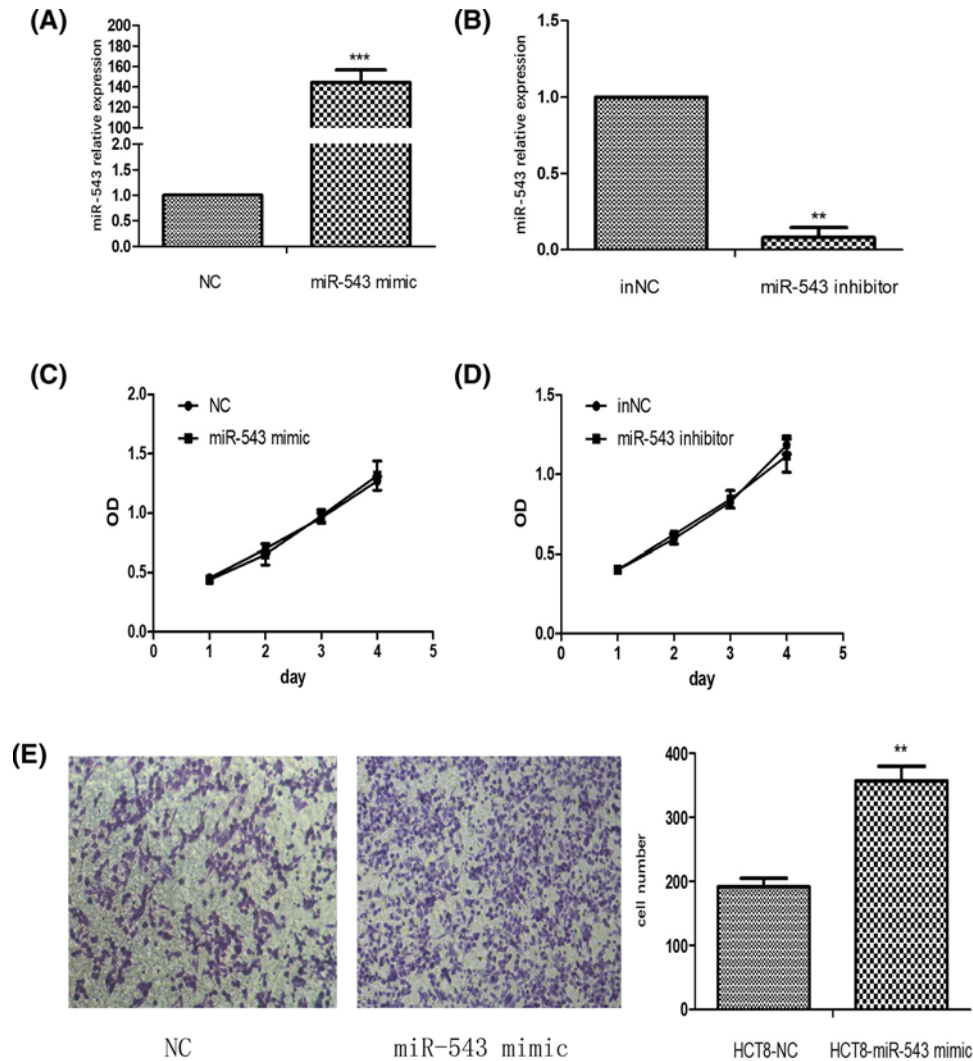 (A)
miR-543 relative expression
200
180
160
140
120
100
2.0
1.5
1.0
0.5
0.0
***
NC
miR-543 mimic
(B)
miR-543 relative expression
1.5
1.0
0.5
0.0
**
inNC
miR-543 inhibitor
(C)
NC
miR-543 mimic
OD
2.0
1.5
1.0
0.5
0.0
0
1
2
3
4
5
day
(D)
inNC
miR-543 inhibitor
OD
1.5
1.0
0.5
0.0
0
1
2
3
4
5
day
(E)
NC
miR-543 mimic
cell number
400
300
200
100
0
**
HCT8-NC
HCT8-miR-543 mimic